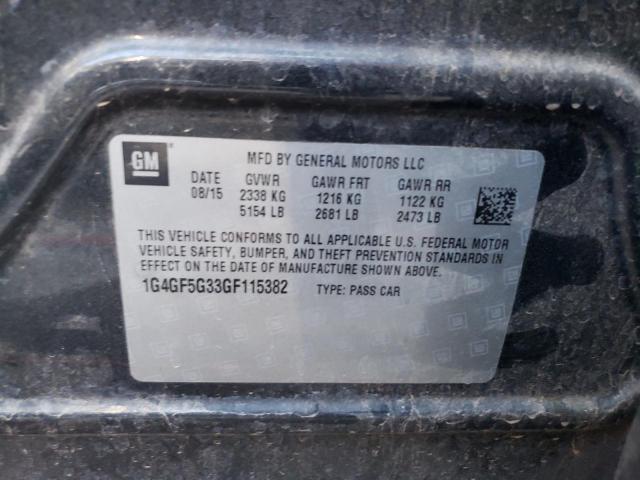 GM
MFD BY GENERAL MOTORS LLC
DATE GVWR GAWR FRT GAWR RR
08/15 2338 KG 1216 KG 1122 KG
5154 LB 2681 LB 2473 LB
THIS VEHICLE CONFORMS TO ALL APPLICABLE U.S. FEDERAL MOTOR
VEHICLE SAFETY, BUMPER, AND THEFT PREVENTION STANDARDS IN
EFFECT ON THE DATE OF MANUFACTURE SHOWN ABOVE.
1G4GF5G33GF115382 TYPE: PASS CAR